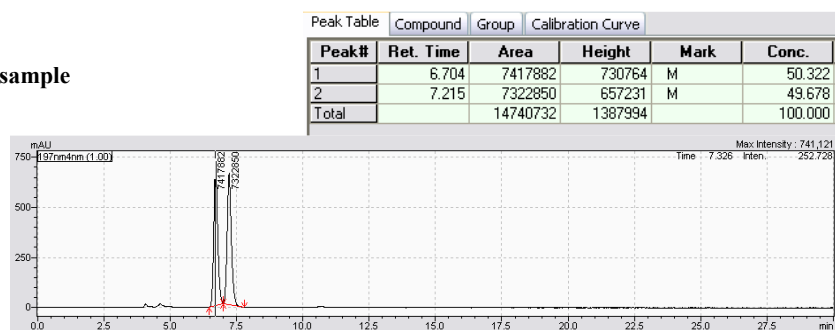 Peak Table Compound Group Calibration Curve
Peak# Ret. Time Area Height Mark Conc.
1 6.704 7417882 730764 M 50.322
2 7.215 7322850 657231 M 49.678
Total 14740732 1387994 100.000
sample
mAU Max Intensity : 741,121
750 197nm4nm (1.00) Time 7.326 Inten. 252.728
7417882
7322850
500
250
0
0.0 2.5 5.0 7.5 10.0 12.5 15.0 17.5 20.0 22.5 25.0 27.5 min